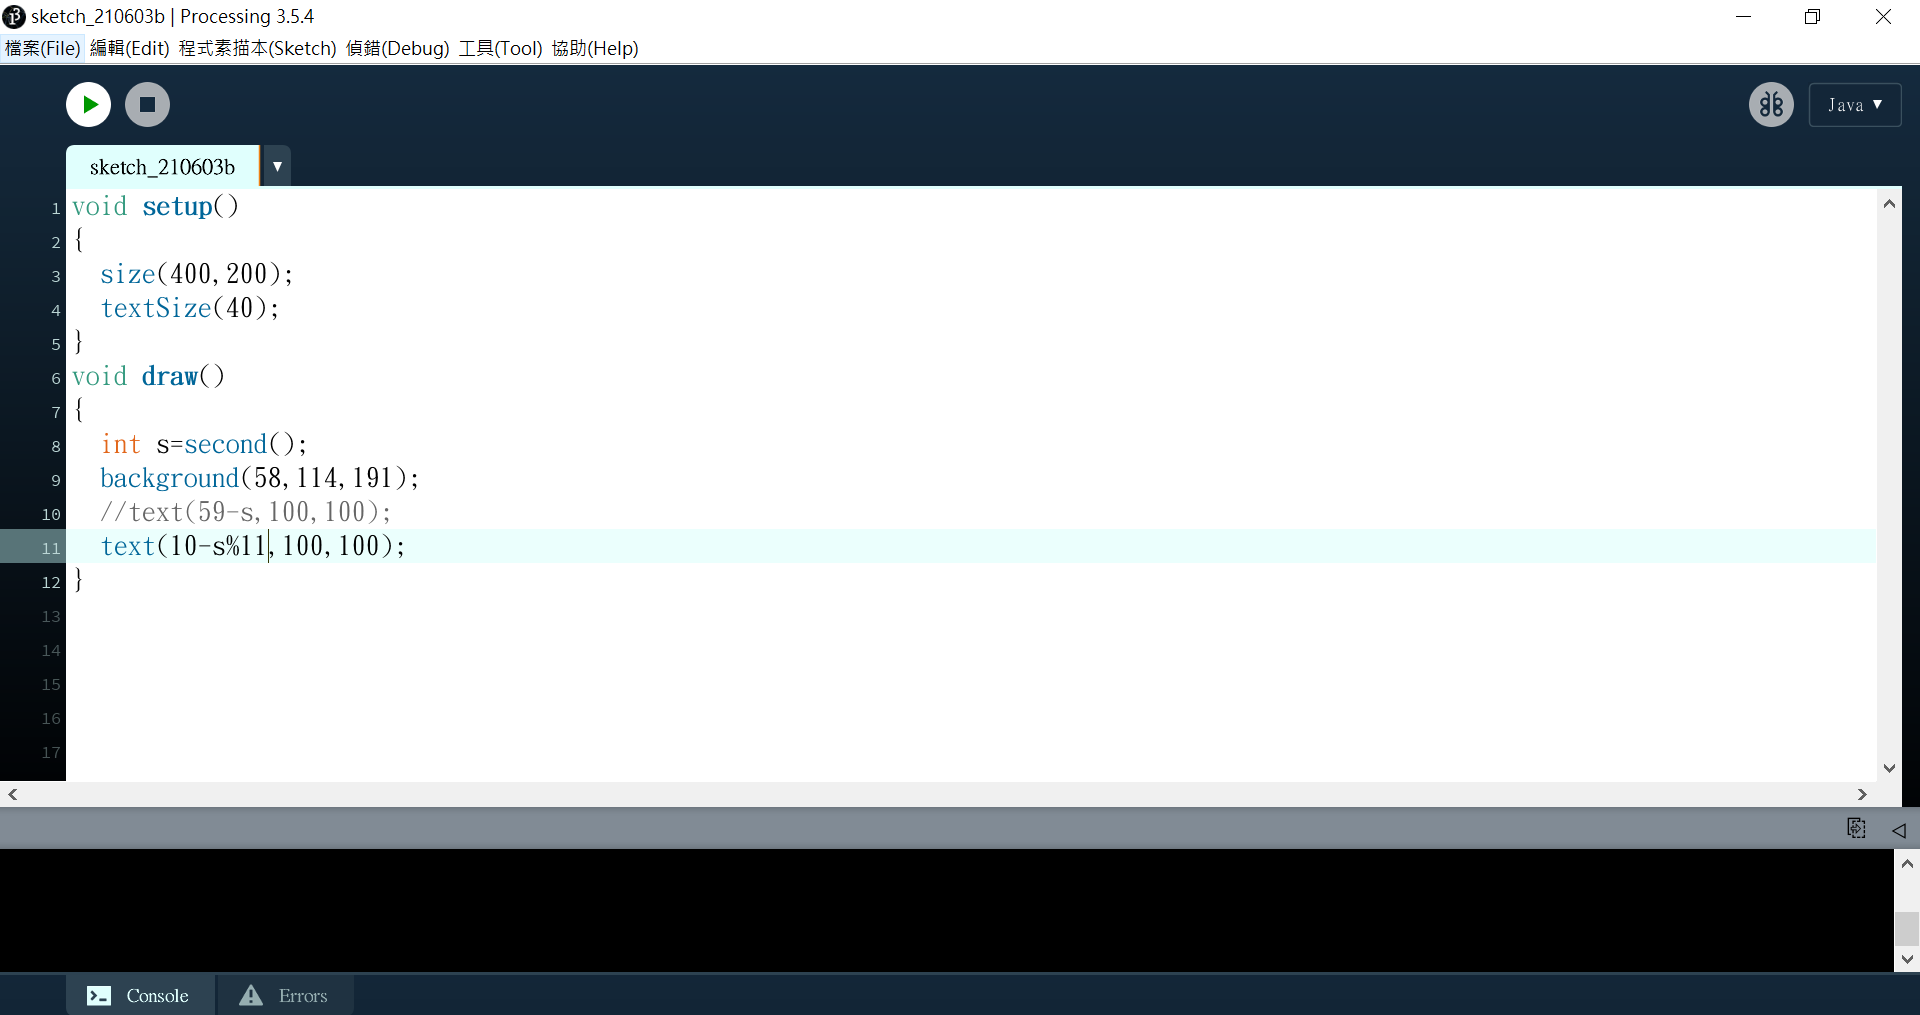 sketch_210603b | Processing 3.5.4
檔案(File) 編輯(Edit) 程式素描本(Sketch) 偵錯(Debug) 工具(Tool) 協助(Help)
Java ▼
sketch_210603b ▼
1 void setup()
2 {
3   size(400,200);
4   textSize(40);
5 }
6 void draw()
7 {
8   int s=second();
9   background(58,114,191);
10   //text(59-s,100,100);
11   text(10-s%11,100,100);
12 }
13
14
15
16
17
Console Errors